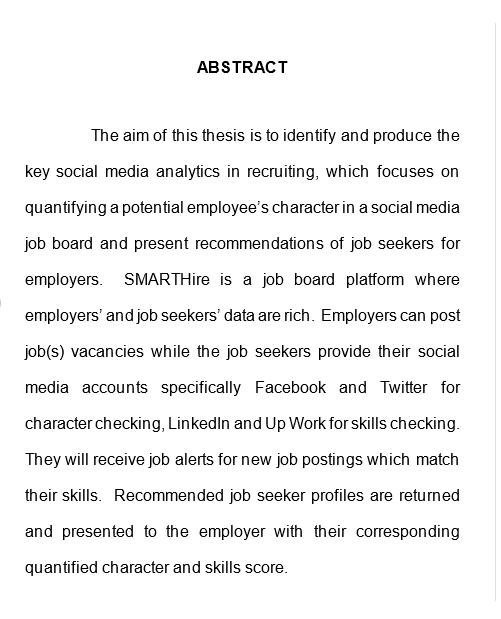 ABSTRACT
The aim of this thesis is to identify and produce the
key social media analytics in recruiting, which focuses on
quantifying a potential employee’s character in a social media
job board and present recommendations of job seekers for
employers. SMARTHire is a job board platform where
employers’ and job seekers’ data are rich. Employers can post
job(s) vacancies while the job seekers provide their social
media accounts specifically Facebook and Twitter for
character checking, LinkedIn and Up Work for skills checking.
They will receive job alerts for new job postings which match
their skills. Recommended job seeker profiles are returned
and presented to the employer with their corresponding
quantified character and skills score.